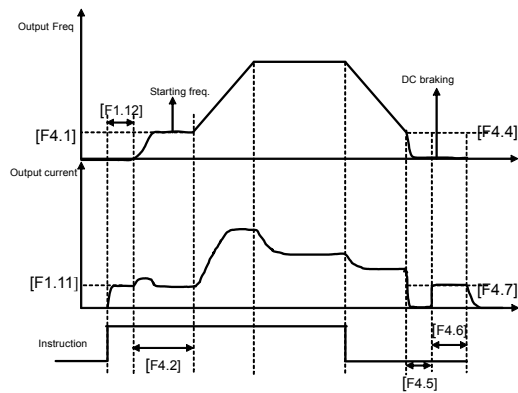 Output Freq
DC braking
Starting freq.
[F1.12]
[F4.1]
[F4.4]
Output current
[F1.11]
[F4.7]
Instruction
[F4.2]
[F4.6]
[F4.5]